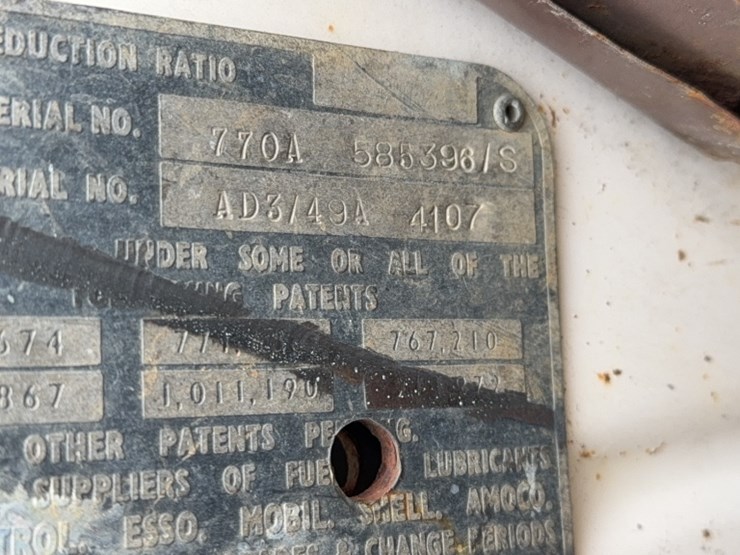 EDUCTION RATIO
ERIAL NO. 770A 585396/S
RIAL NO. AD3/49A 4107
UNDER SOME OR ALL OF THE
PATENTS
674 767,210
867 1,011,190
OTHER PATENTS
SUPPLIERS OF LUBRICANTS
TROL. ESSO. MOBIL. SHELL. AMOCO.
& CHANGE PERIODS